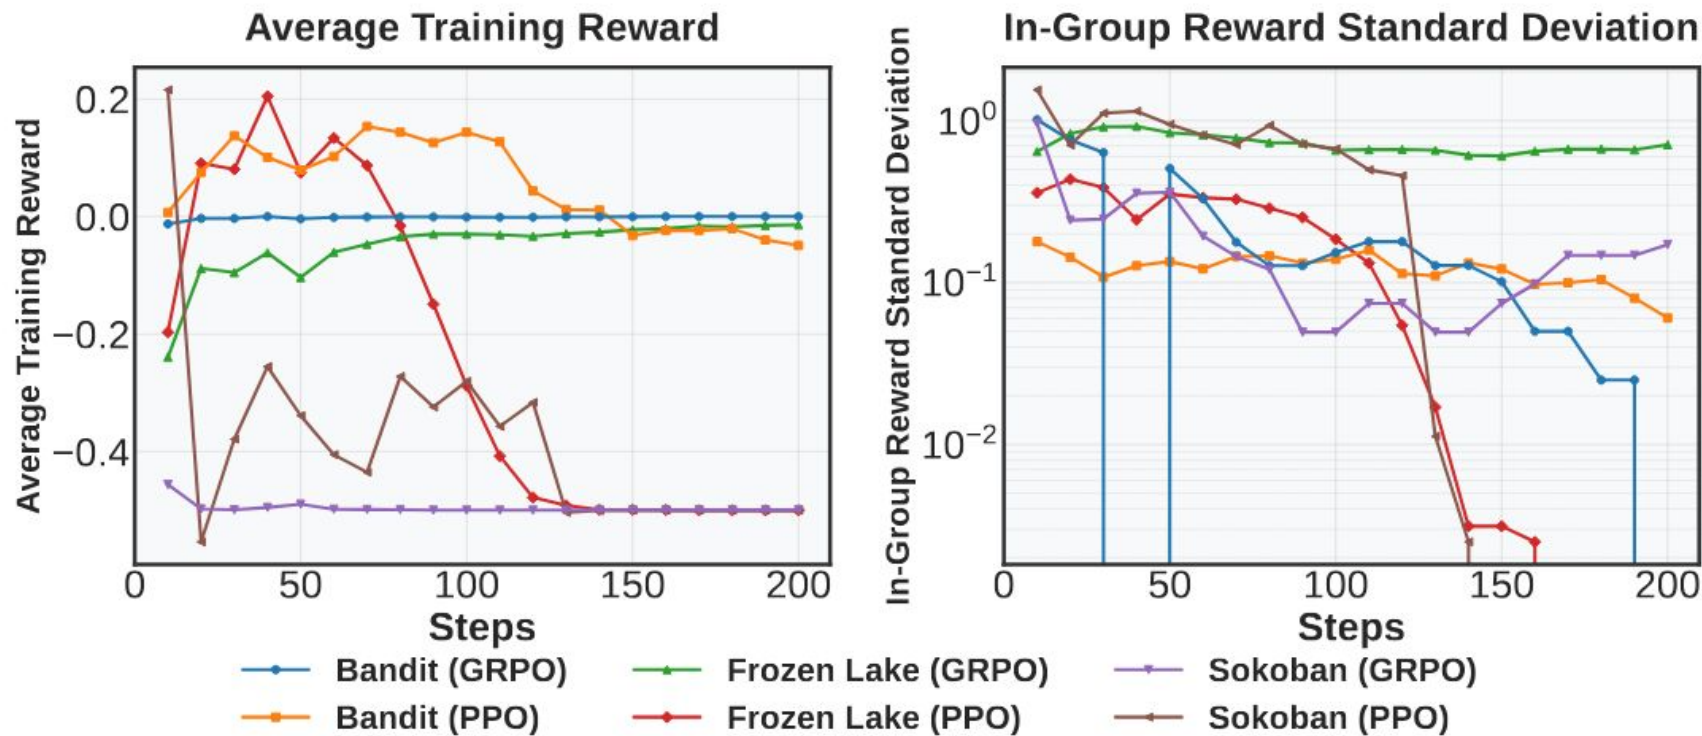 Average Training Reward
In-Group Reward Standard Deviation
Average Training Reward
0.2
0.0
−0.2
−0.4
0
50
100
150
200
Steps
In-Group Reward Standard Deviation
10⁰
10⁻¹
10⁻²
0
50
100
150
200
Steps
Bandit (GRPO)
Frozen Lake (GRPO)
Sokoban (GRPO)
Bandit (PPO)
Frozen Lake (PPO)
Sokoban (PPO)